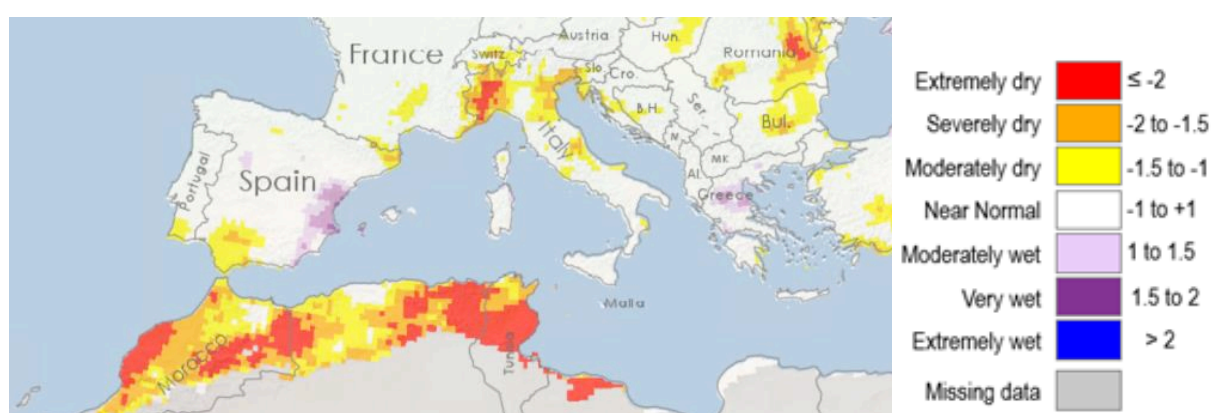 France
Switz.
Austria
Hun.
Romania
Slo.
Cro.
B.H.
Ser.
Bul.
Italy
M.
MK.
Al.
Greece
Portugal
Spain
Malta
Morocco
Tunisia
Extremely dry ≤ -2
Severely dry -2 to -1.5
Moderately dry -1.5 to -1
Near Normal -1 to +1
Moderately wet 1 to 1.5
Very wet 1.5 to 2
Extremely wet > 2
Missing data